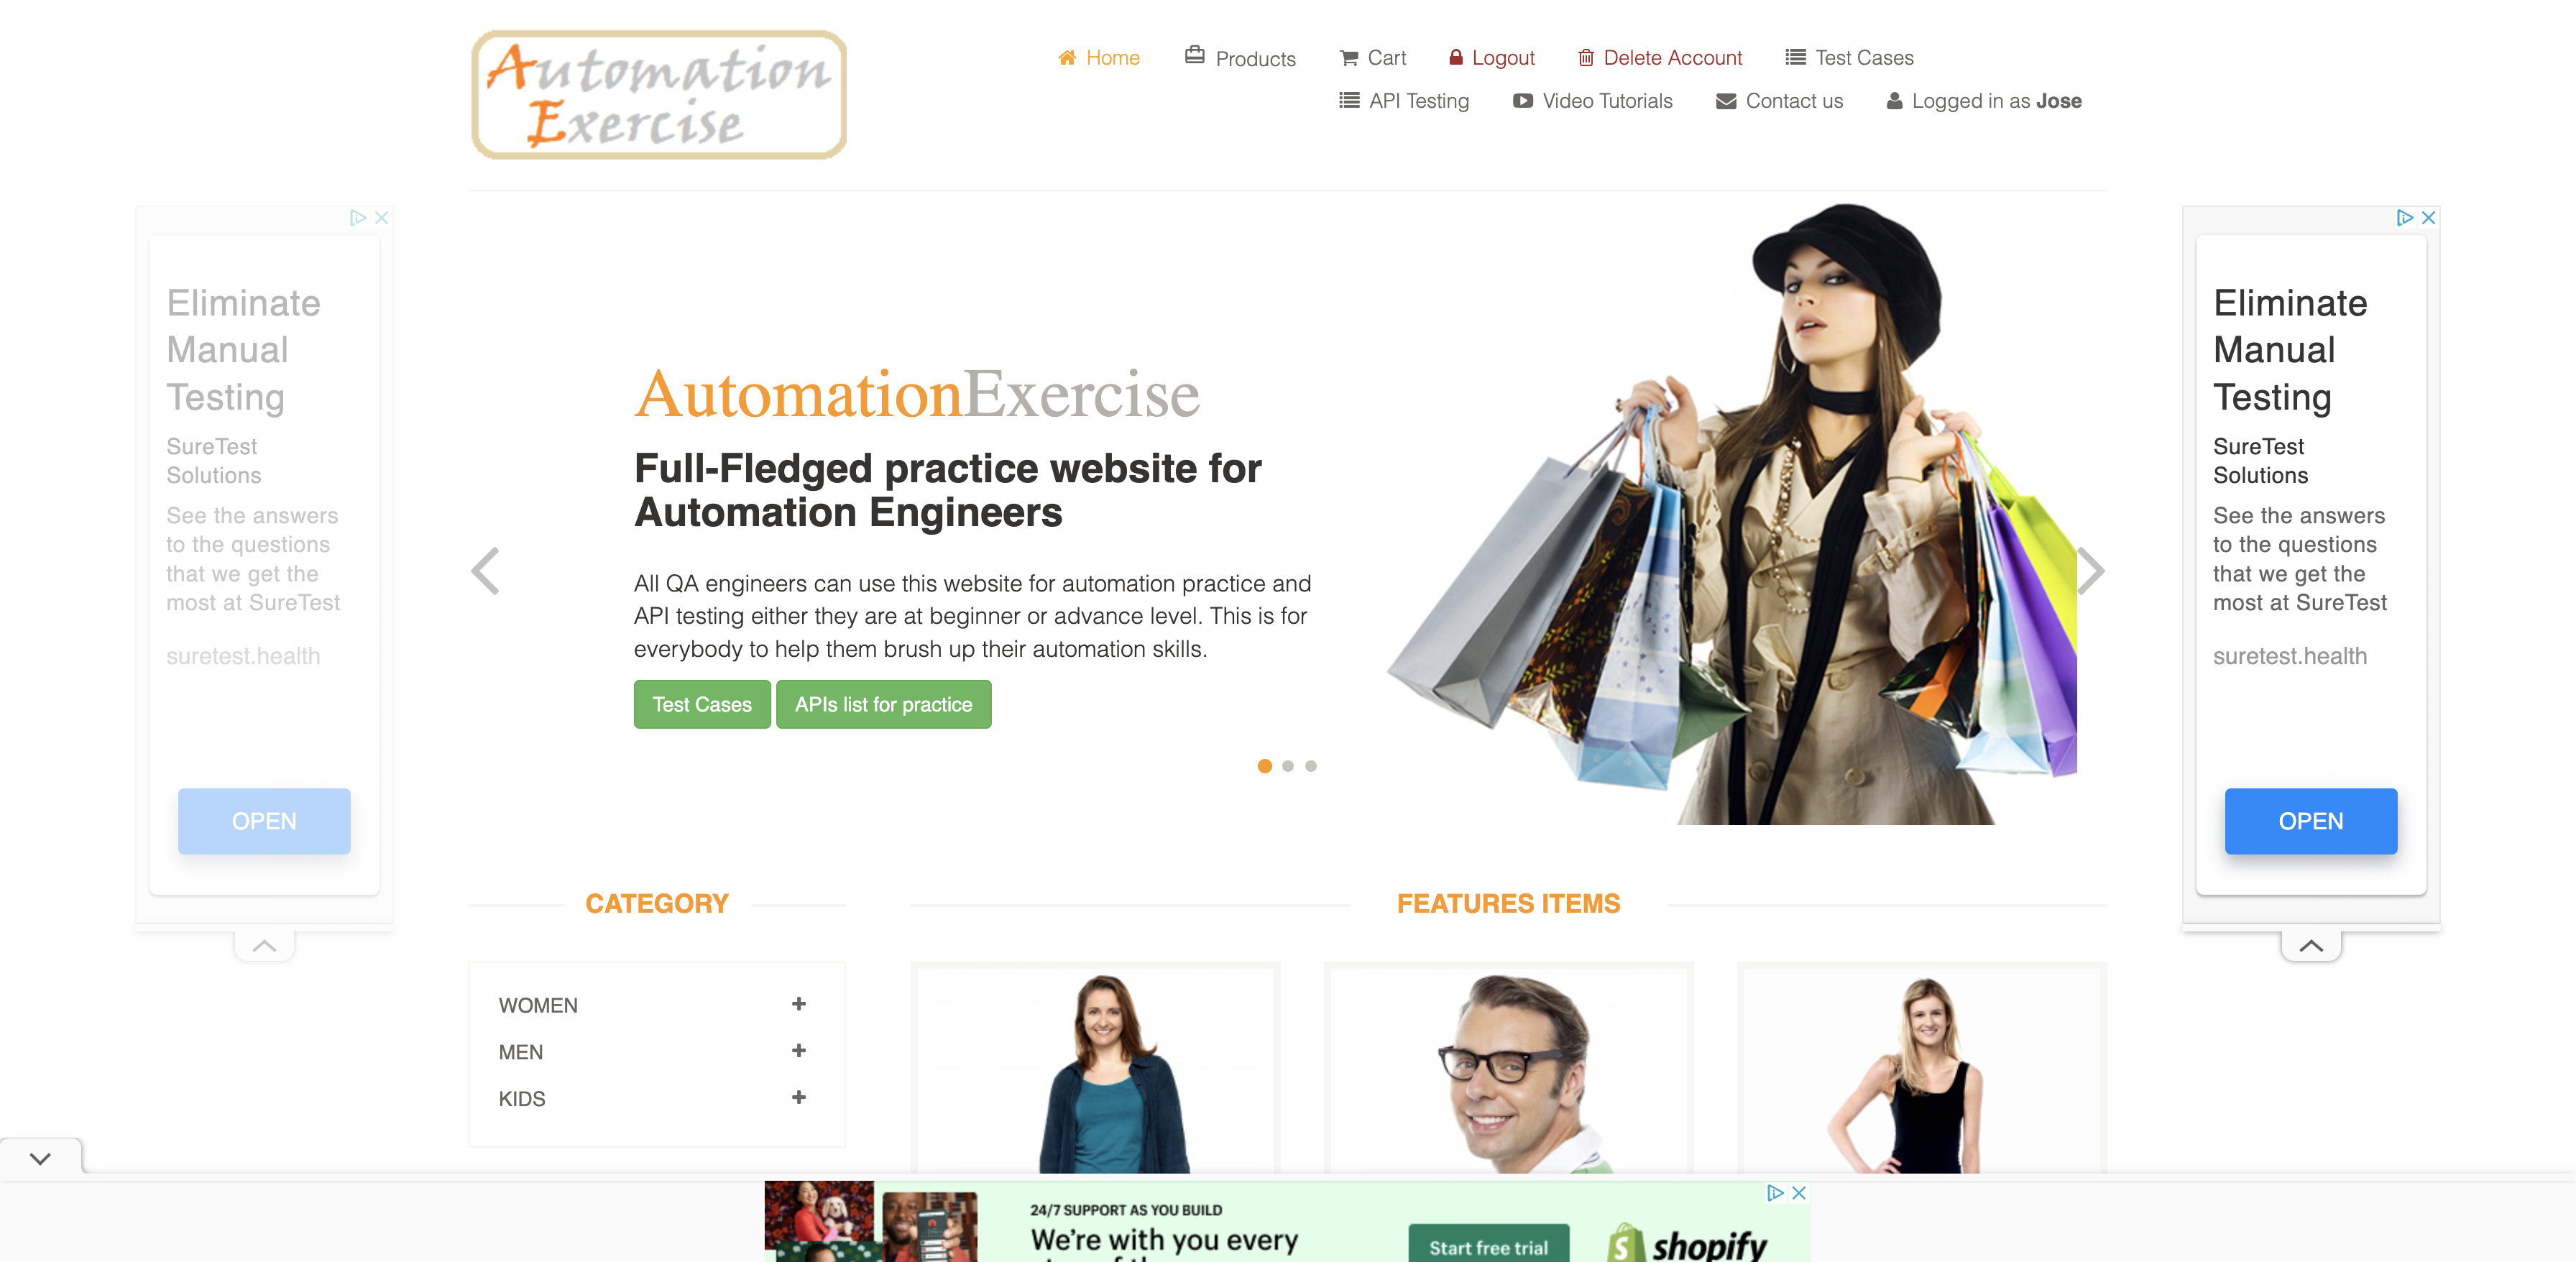 Automation
Exercise
Home
Products
Cart
Logout
Delete Account
Test Cases
API Testing
Video Tutorials
Contact us
Logged in as Jose
Eliminate
Manual
Testing
SureTest
Solutions
See the answers
to the questions
that we get the
most at SureTest
suretest.health
OPEN
AutomationExercise
Full-Fledged practice website for
Automation Engineers
All QA engineers can use this website for automation practice and
API testing either they are at beginner or advance level. This is for
everybody to help them brush up their automation skills.
Test Cases
APIs list for practice
Eliminate
Manual
Testing
SureTest
Solutions
See the answers
to the questions
that we get the
most at SureTest
suretest.health
OPEN
CATEGORY
WOMEN
MEN
KIDS
FEATURES ITEMS
24/7 SUPPORT AS YOU BUILD
We're with you every
Start free trial
shopify